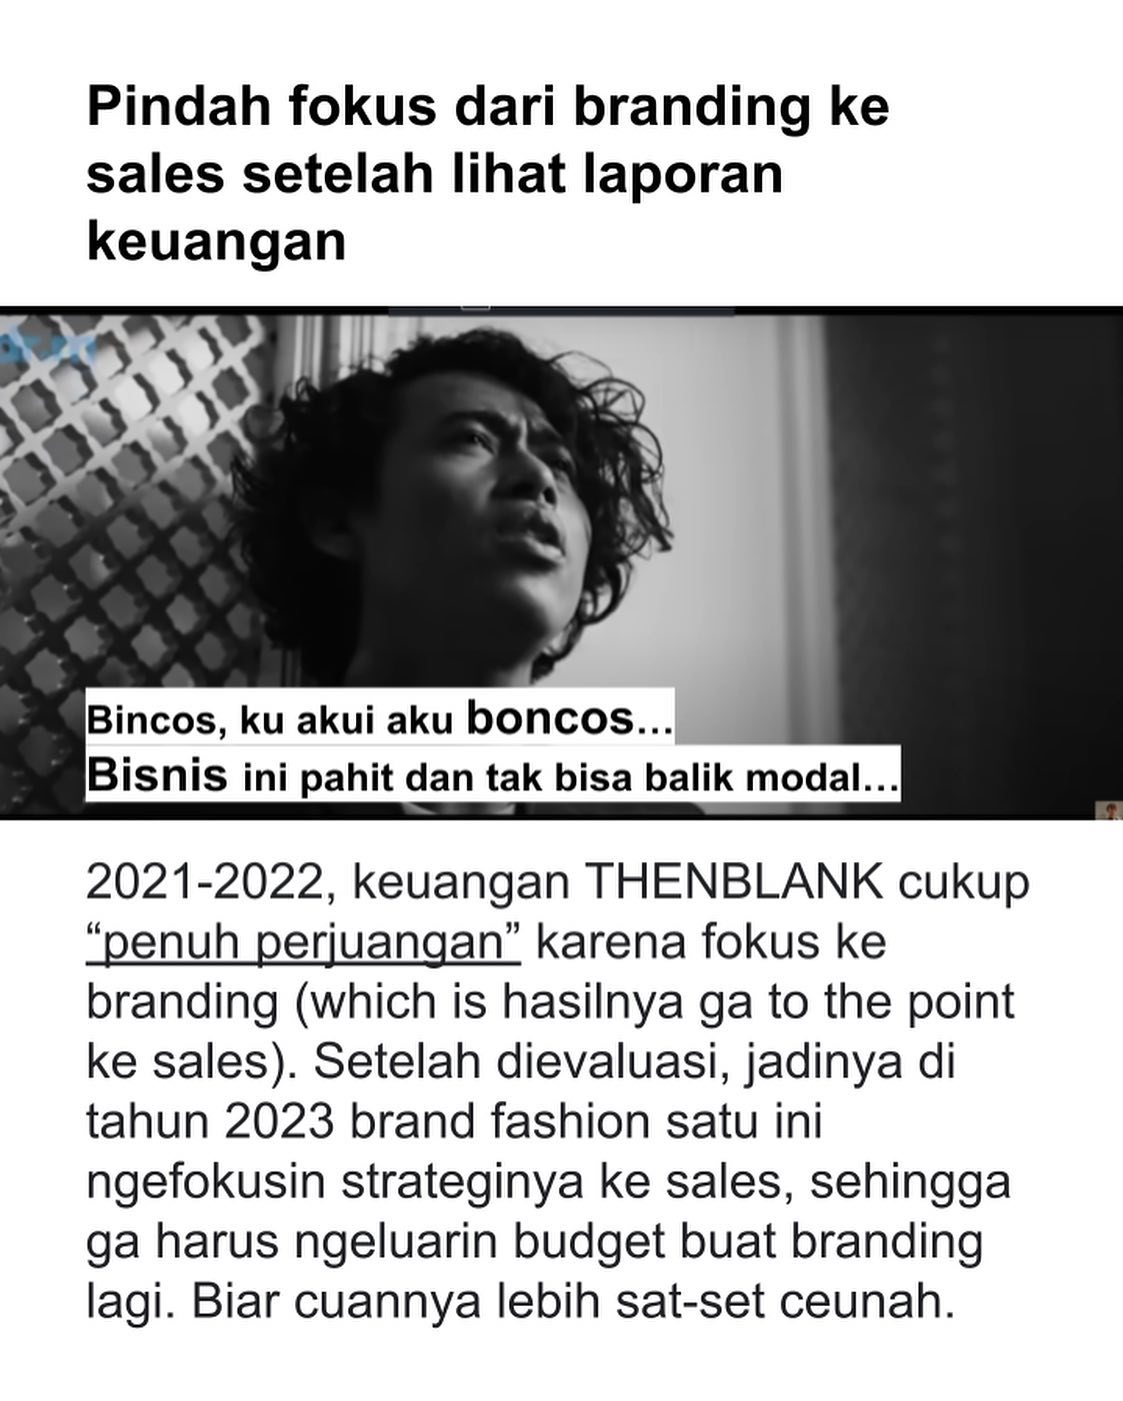 Pindah fokus dari branding ke
sales setelah lihat laporan
keuangan
Bincos, ku akui aku boncos...
Bisnis ini pahit dan tak bisa balik modal...
2021-2022, keuangan THENBLANK cukup
“penuh perjuangan” karena fokus ke
branding (which is hasilnya ga to the point
ke sales). Setelah dievaluasi, jadinya di
tahun 2023 brand fashion satu ini
ngefokusin strateginya ke sales, sehingga
ga harus ngeluarin budget buat branding
lagi. Biar cuannya lebih sat-set ceunah.